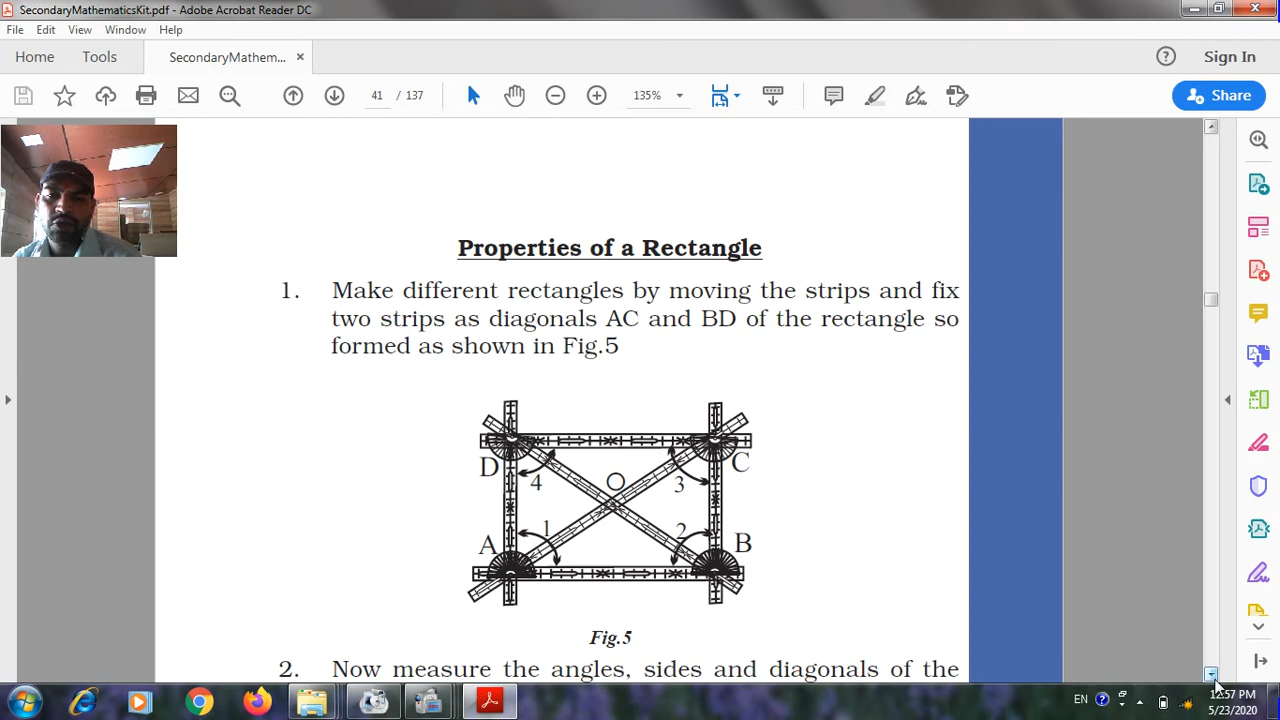 SecondaryMathematicsKit.pdf - Adobe Acrobat Reader DC
File Edit View Window Help
Home Tools SecondaryMathem... × Sign In
41 / 137 135% Share
Properties of a Rectangle
1. Make different rectangles by moving the strips and fix
two strips as diagonals AC and BD of the rectangle so
formed as shown in Fig.5
D C
4 O 3
A 1 2 B
Fig.5
2. Now measure the angles, sides and diagonals of the
EN 12:57 PM
5/23/2020